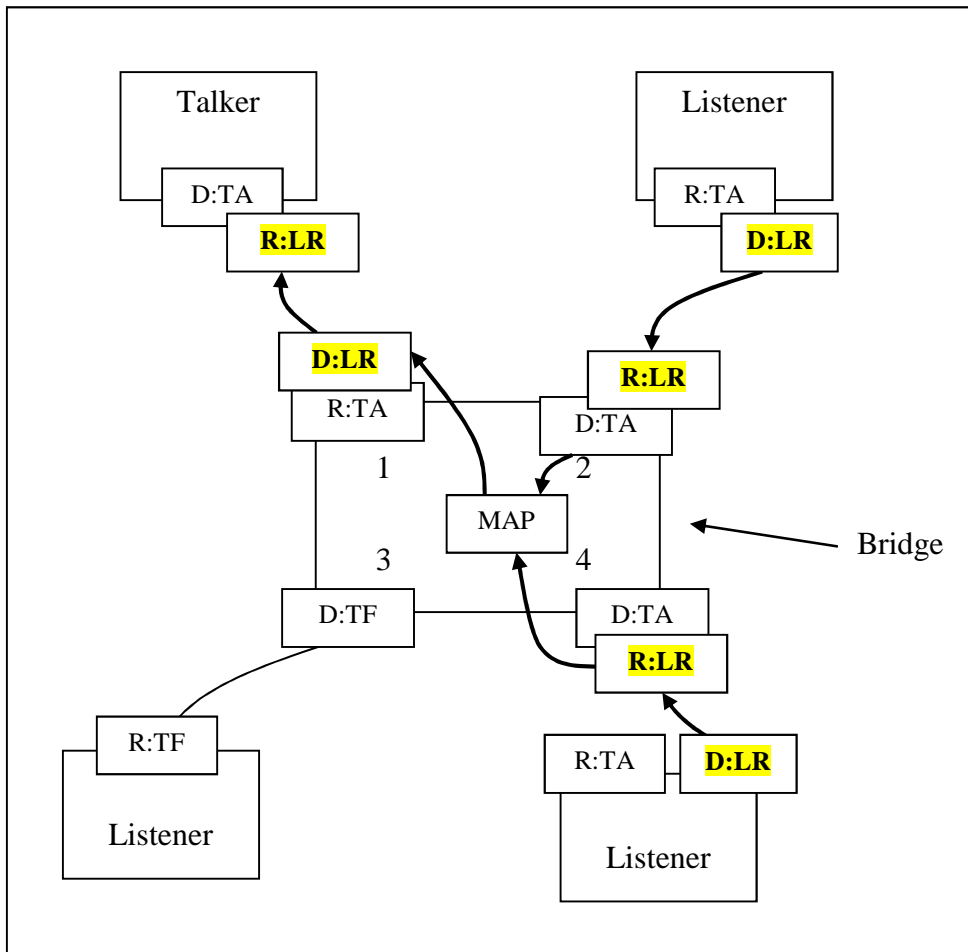 Talker
Listener
D:TA
R:TA
R:LR
D:LR
D:LR
R:LR
R:TA
D:TA
1
2
MAP
Bridge
3
4
D:TF
D:TA
R:LR
R:TF
R:TA
D:LR
Listener
Listener